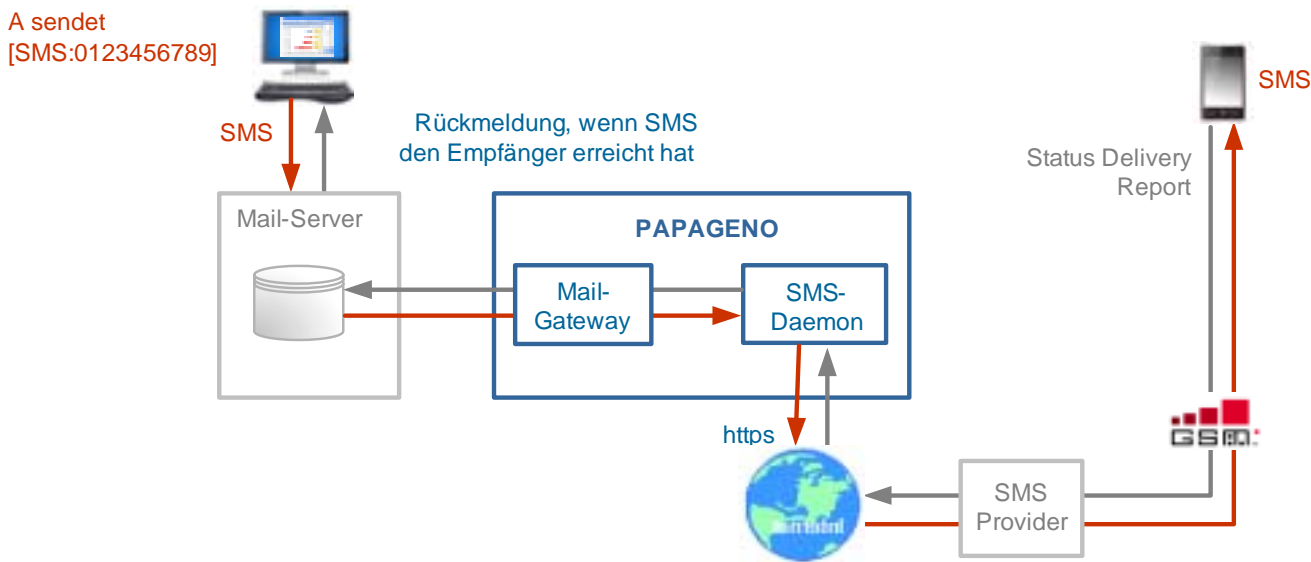 A sendet
[SMS:0123456789]
SMS
SMS
Rückmeldung, wenn SMS
den Empfänger erreicht hat
Status Delivery
Report
Mail-Server
PAPAGENO
Mail-
Gateway
SMS-
Daemon
https
GSM
SMS
Provider